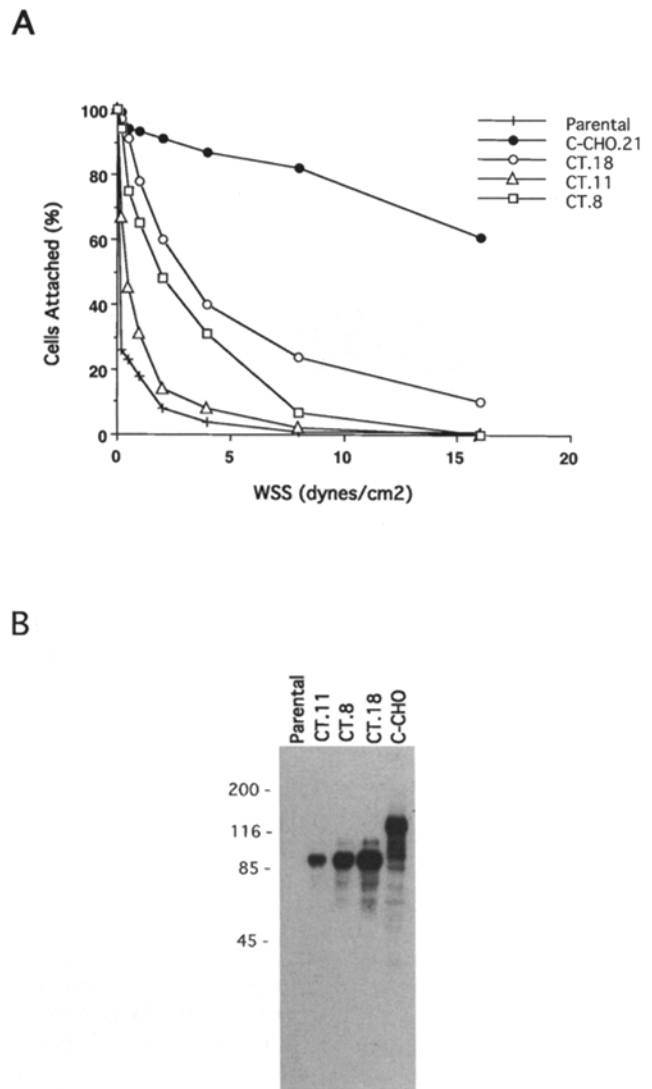 A
Cells Attached (%)
100
80
60
40
20
0
0 5 10 15 20
WSS (dynes/cm2)
Parental
C-CHO.21
CT.18
CT.11
CT.8
B
Parental
CT.11
CT.8
CT.18
C-CHO
200 -
116 -
85 -
45 -